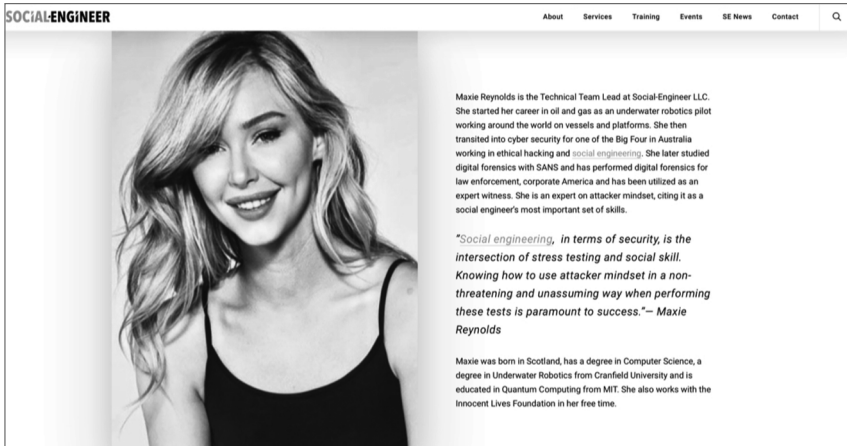 SOCiAL-ENGiNEER
About Services Training Events SE News Contact
Maxie Reynolds is the Technical Team Lead at Social-Engineer LLC.
She started her career in oil and gas as an underwater robotics pilot
working around the world on vessels and platforms. She then
transited into cyber security for one of the Big Four in Australia
working in ethical hacking and social engineering. She later studied
digital forensics with SANS and has performed digital forensics for
law enforcement, corporate America and has been utilized as an
expert witness. She is an expert on attacker mindset, citing it as a
social engineer's most important set of skills.
"Social engineering, in terms of security, is the
intersection of stress testing and social skill.
Knowing how to use attacker mindset in a non-
threatening and unassuming way when performing
these tests is paramount to success."— Maxie
Reynolds
Maxie was born in Scotland, has a degree in Computer Science, a
degree in Underwater Robotics from Cranfield University and is
educated in Quantum Computing from MIT. She also works with the
Innocent Lives Foundation in her free time.